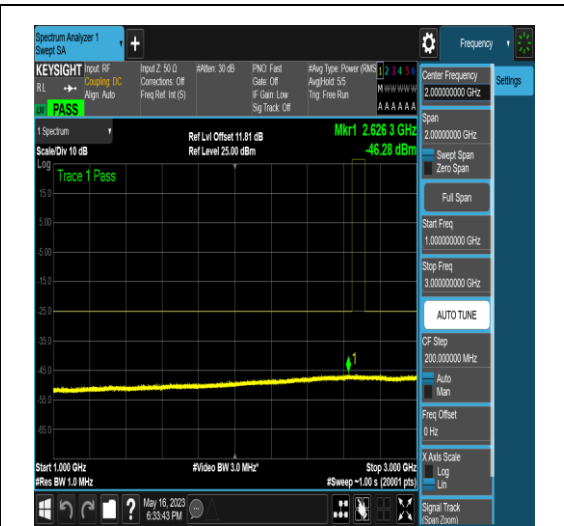 Spectrum Analyzer 1
Swept SA
+
Frequency
KEYSIGHT
Input: RF
Coupling: DC
Align: Auto
RL
PASS
Input Z: 50 Ω
Corrections: Off
Freq Ref: Int (S)
#Atten: 30 dB
PNO: Fast
Gate: Off
IF Gain: Low
Sig Track: Off
#Avg Type: Power (RMS
Avg|Hold: 5/5
Trig: Free Run
1 2 3 4 5 6
M W W W W W
A A A A A A
1 Spectrum
Scale/Div 10 dB
Ref Lvl Offset 11.81 dB
Ref Level 25.00 dBm
Mkr1 2.626 3 GHz
-46.28 dBm
Log
Trace 1 Pass
15.0
5.00
-5.00
-15.0
-25.0
-35.0
-45.0
-55.0
-65.0
1
Start 1.000 GHz
#Res BW 1.0 MHz
#Video BW 3.0 MHz*
Stop 3.000 GHz
#Sweep ~1.00 s (20001 pts)
?
May 16, 2023
6:33:43 PM
Center Frequency
2.000000000 GHz
Settings
Span
2.00000000 GHz
Swept Span
Zero Span
Full Span
Start Freq
1.000000000 GHz
Stop Freq
3.000000000 GHz
AUTO TUNE
CF Step
200.000000 MHz
Auto
Man
Freq Offset
0 Hz
X Axis Scale
Log
Lin
Signal Track
(Span Zoom)